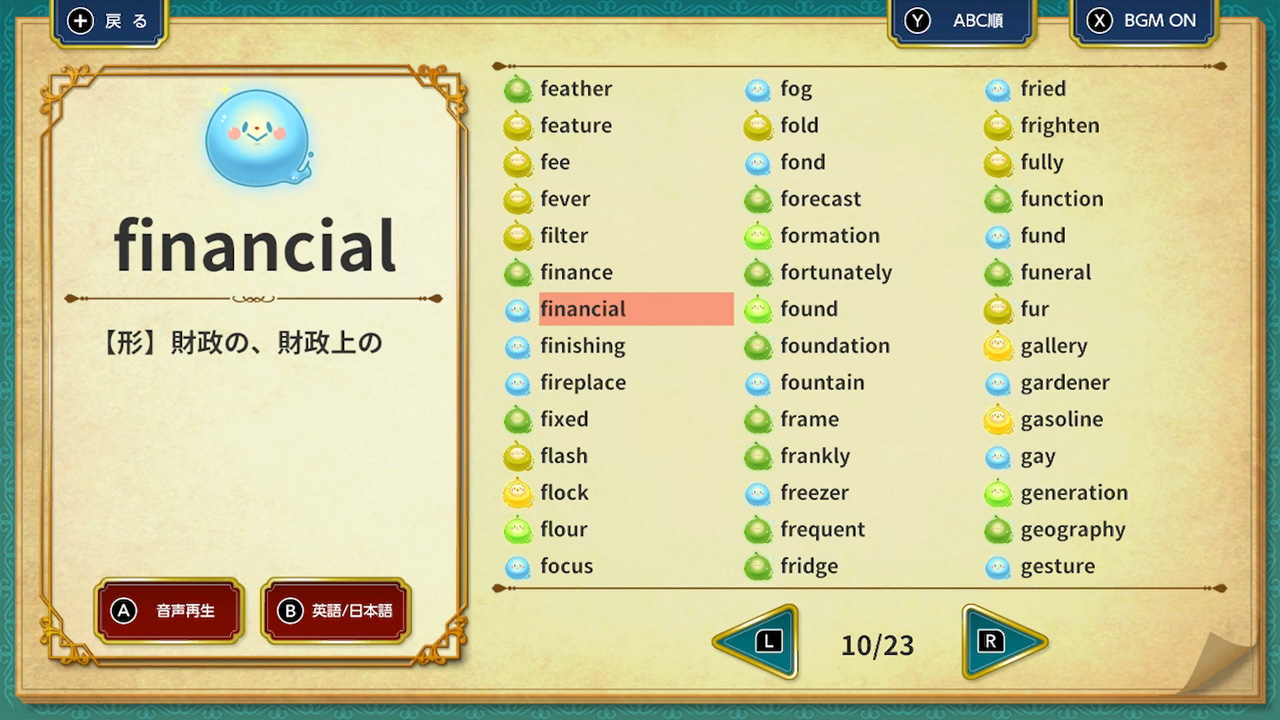 + 戻る
Y ABC順
X BGM ON
financial
【形】財政の、財政上の
A 音声再生
B 英語/日本語
feather
feature
fee
fever
filter
finance
financial
finishing
fireplace
fixed
flash
flock
flour
focus
fog
fold
fond
forecast
formation
fortunately
found
foundation
fountain
frame
frankly
freezer
frequent
fridge
fried
frighten
fully
function
fund
funeral
fur
gallery
gardener
gasoline
gay
generation
geography
gesture
L 10/23 R